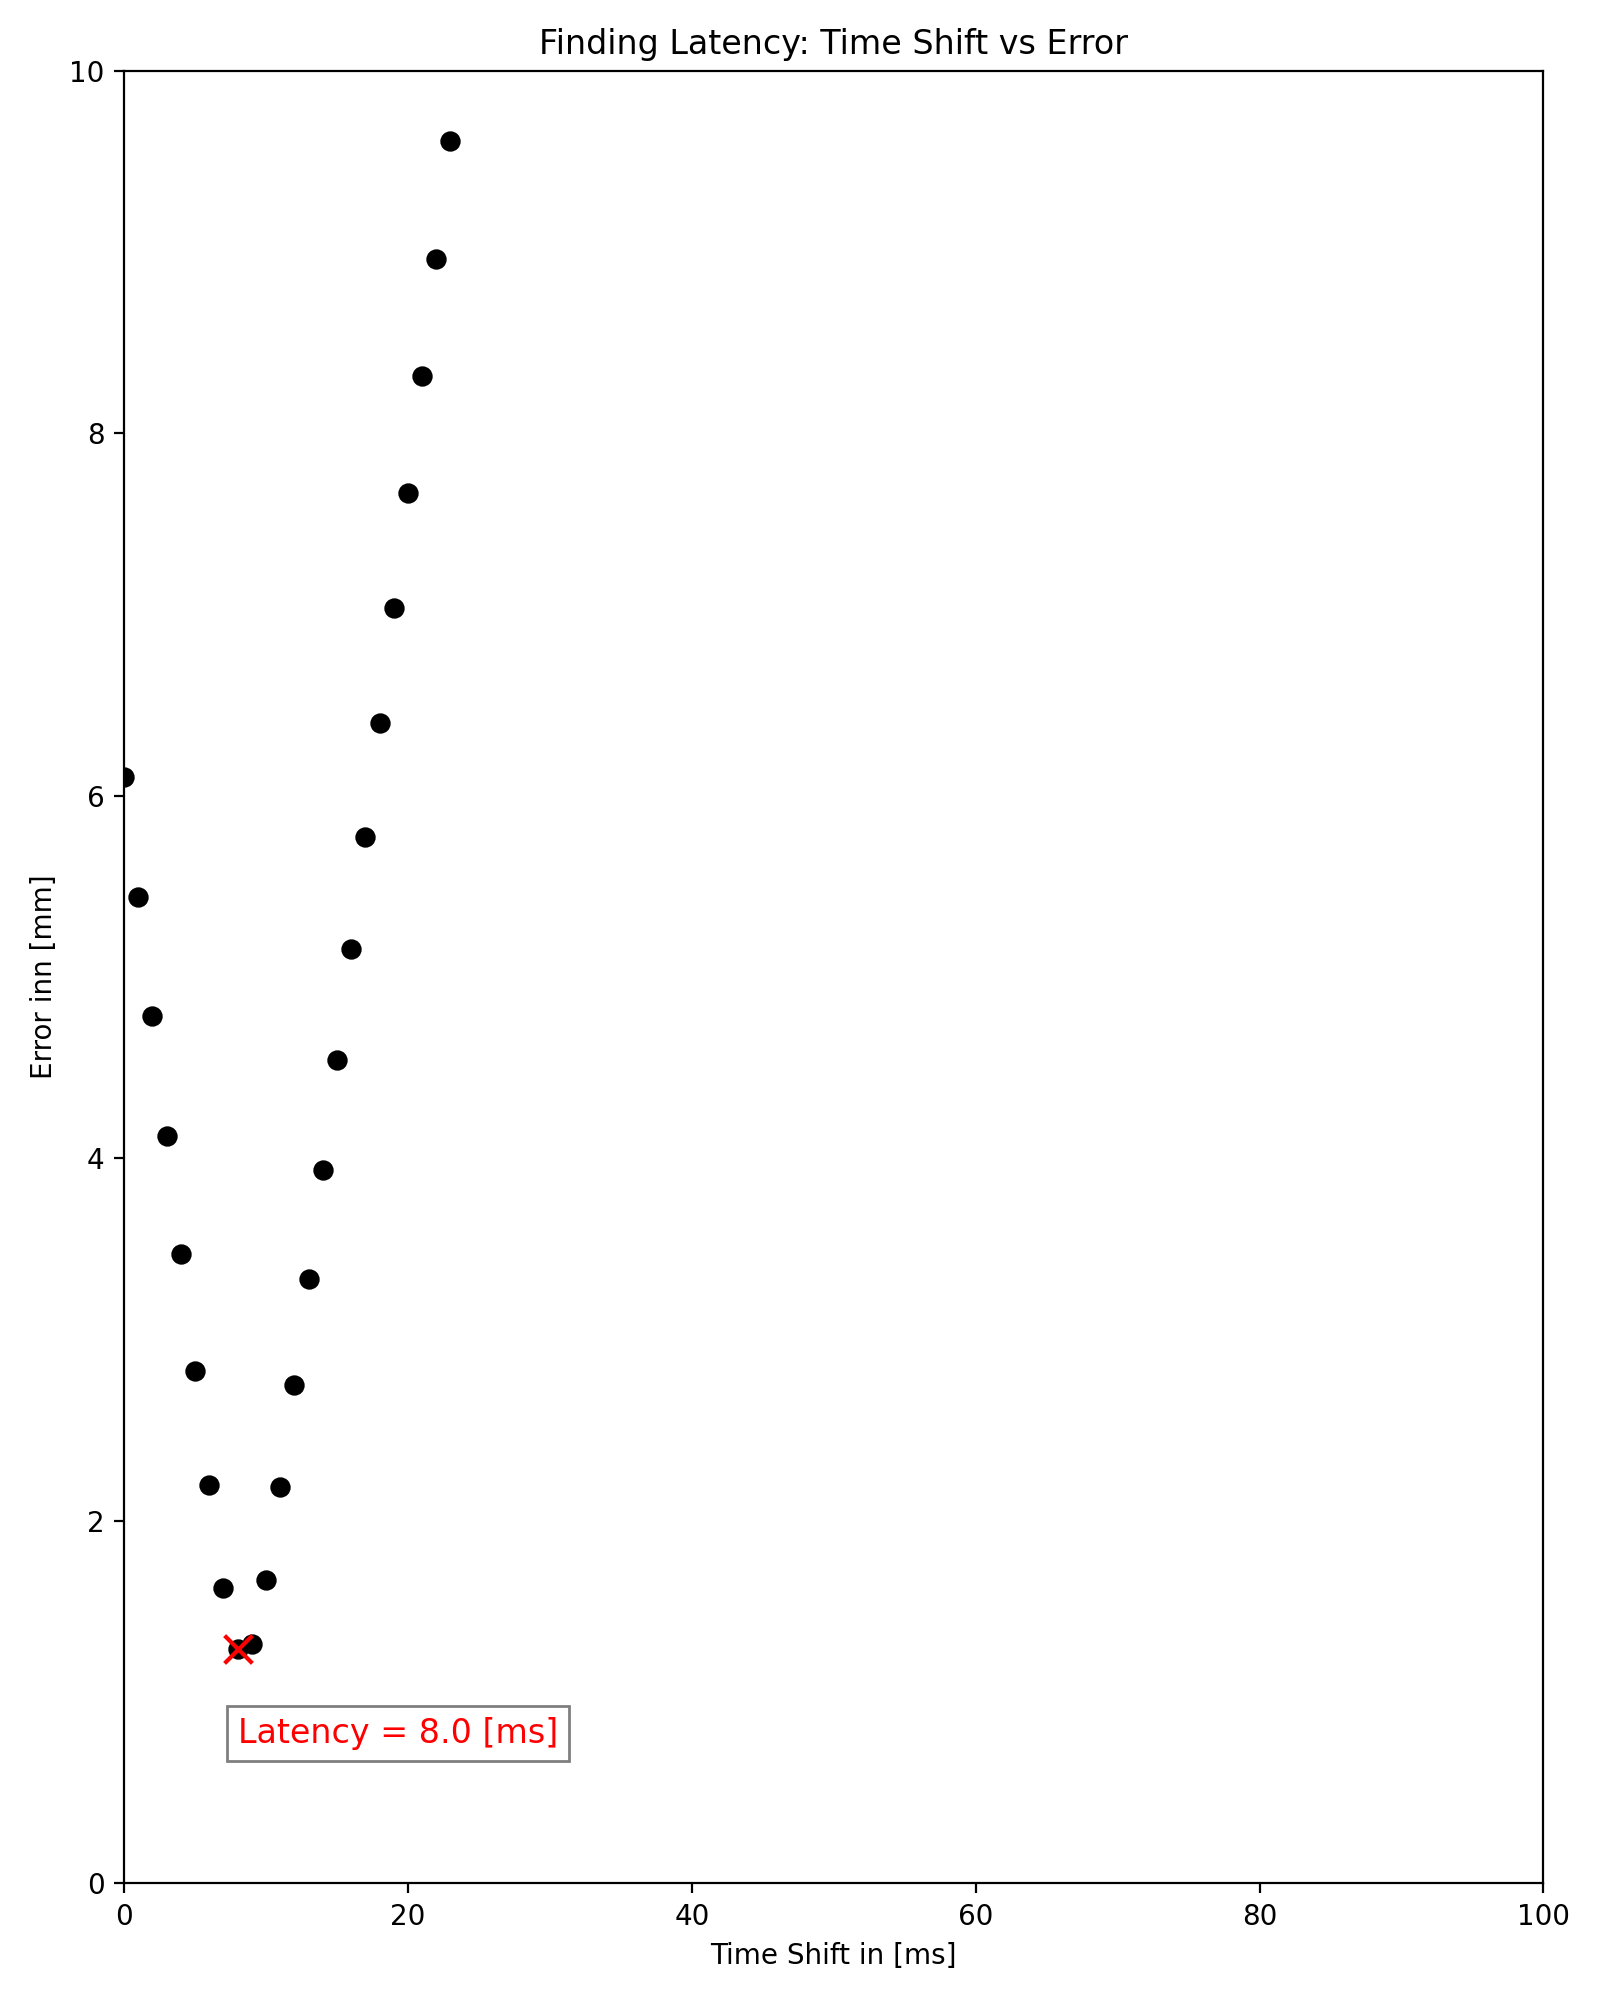 Finding Latency: Time Shift vs Error
10
8
6
4
2
0
Error inn [mm]
Latency = 8.0 [ms]
0 20 40 60 80 100
Time Shift in [ms]